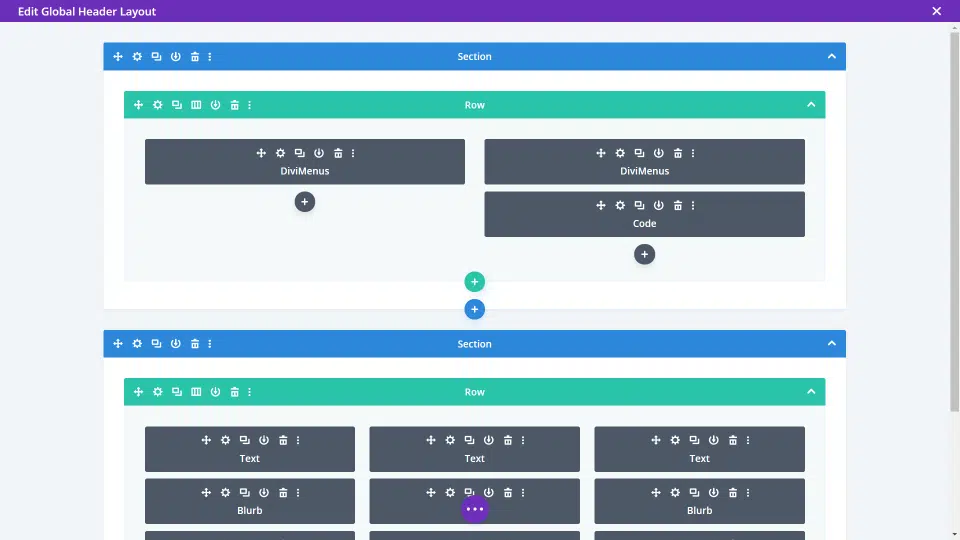 Edit Global Header Layout
Section
Row
DiviMenus
DiviMenus
Code
Section
Row
Text
Text
Text
Blurb
Blurb